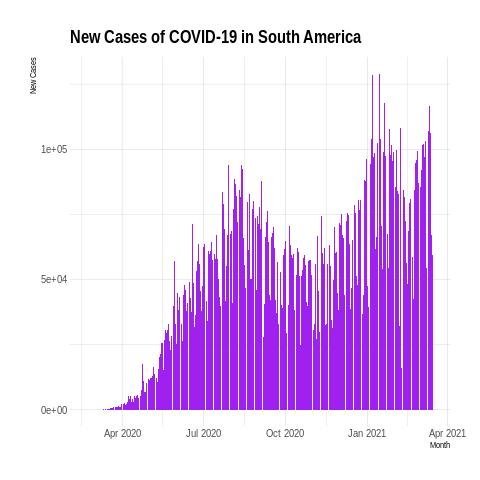 New Cases of COVID-19 in South America
New Cases
1e+05
5e+04
0e+00
Apr 2020 Jul 2020 Oct 2020 Jan 2021 Apr 2021
Month